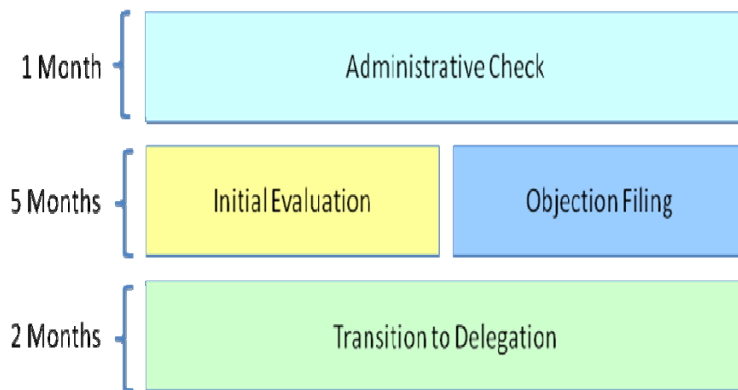 1 Month
Administrative Check
5 Months
Initial Evaluation
Objection Filing
2 Months
Transition to Delegation